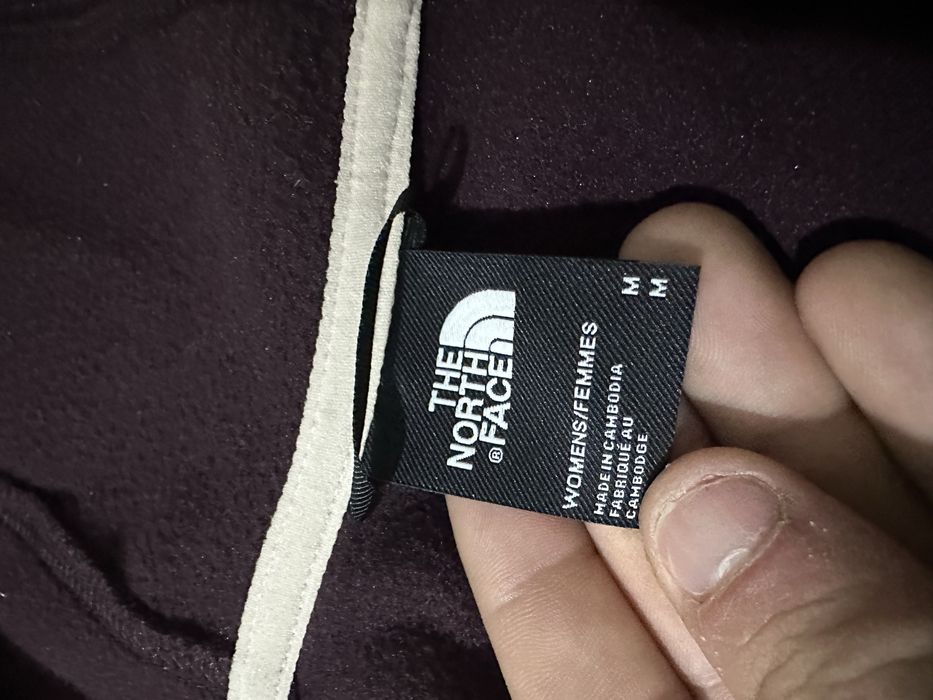 THE
NORTH
FACE
®
WOMENS/FEMMES
M
MADE IN CAMBODIA
M
FABRIQUÉ AU
CAMBODGE